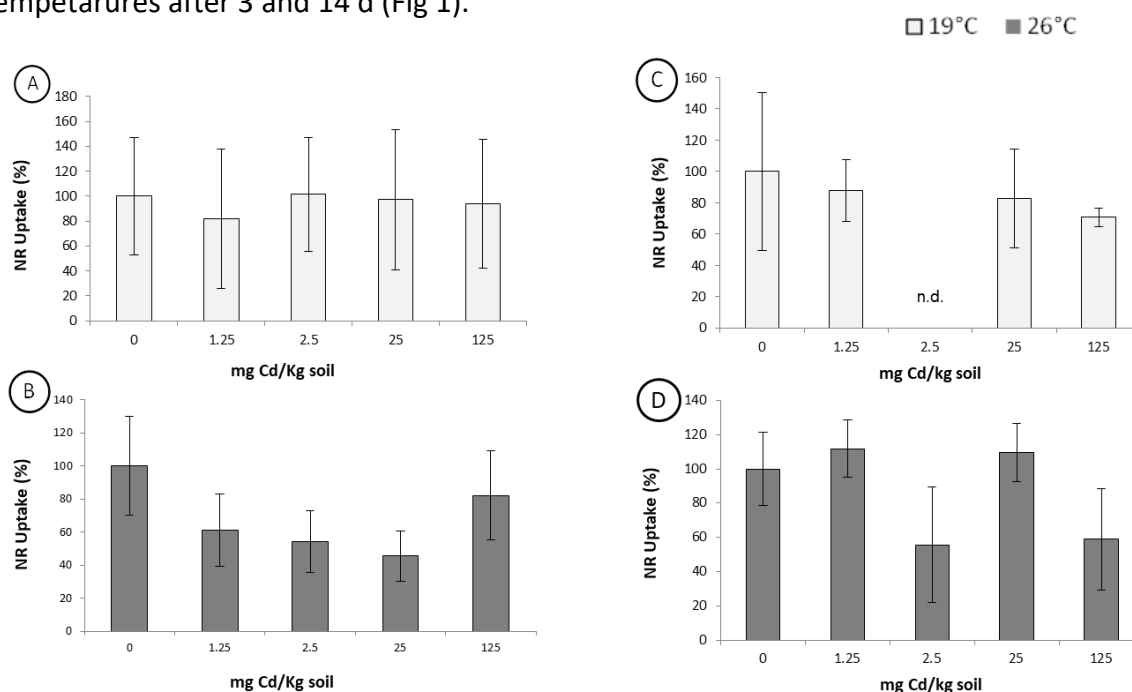 empetarures after 3 and 14 d (Fig 1).
19°C 26°C
A
NR Uptake (%)
180
160
140
120
100
80
60
40
20
0
0 1.25 2.5 25 125
mg Cd/Kg soil
B
NR Uptake (%)
140
120
100
80
60
40
20
0
0 1.25 2.5 25 125
mg Cd/Kg soil
C
NR Uptake (%)
160
140
120
100
80
60
40
20
0
n.d.
0 1.25 2.5 25 125
mg Cd/kg soil
D
NR Uptake (%)
140
120
100
80
60
40
20
0
0 1.25 2.5 25 125
mg Cd/kg soil